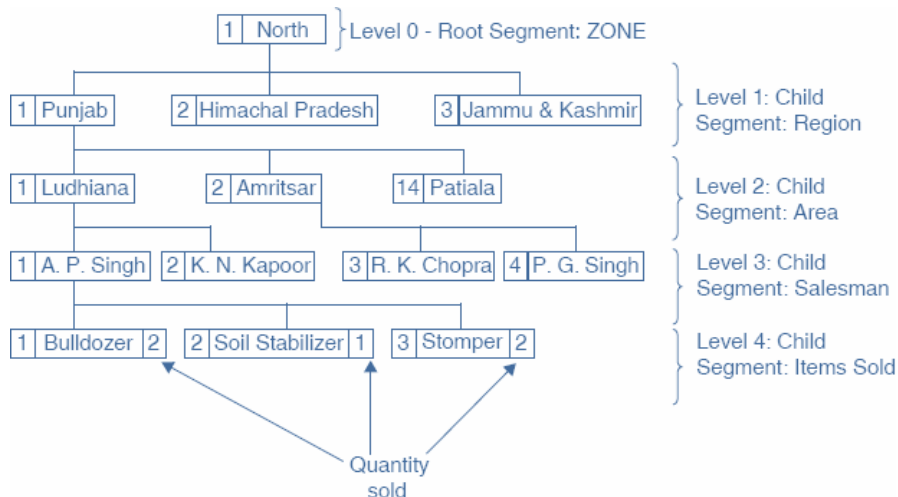 1 North
Level 0 - Root Segment: ZONE
1 Punjab
2 Himachal Pradesh
3 Jammu & Kashmir
Level 1: Child
Segment: Region
1 Ludhiana
2 Amritsar
14 Patiala
Level 2: Child
Segment: Area
1 A. P. Singh
2 K. N. Kapoor
3 R. K. Chopra
4 P. G. Singh
Level 3: Child
Segment: Salesman
1 Bulldozer 2
2 Soil Stabilizer 1
3 Stomper 2
Level 4: Child
Segment: Items Sold
Quantity
sold